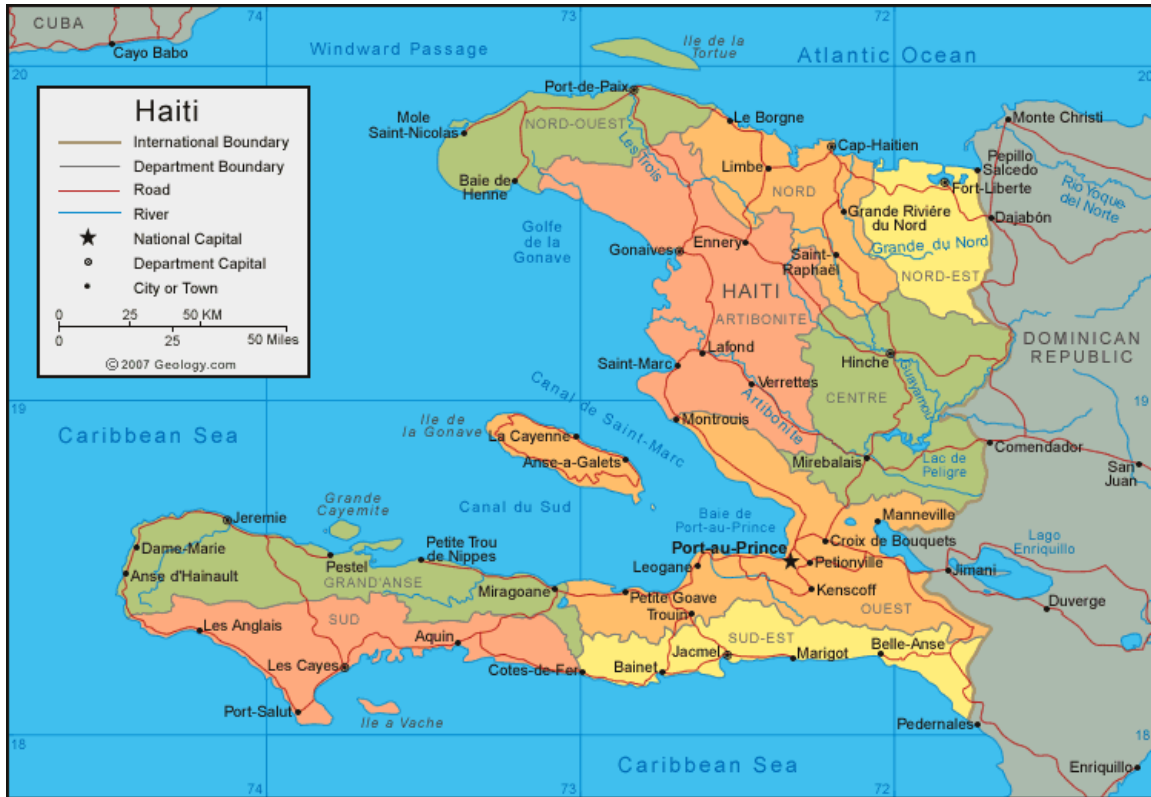 CUBA
Cayo Babo
74
73
72
20
20
Windward Passage
Ile de la
Tortue
Atlantic Ocean
Haiti
International Boundary
Department Boundary
Road
River
National Capital
Department Capital
City or Town
0 25 50 KM
0 25 50 Miles
© 2007 Geology.com
Port-de-Paix
Mole
Saint-Nicolas
NORD-OUEST
Les Trois
Le Borgne
Baie de
Henne
Limbe
Cap-Haitien
NORD
Monte Christi
Pepillo
Salcedo
Fort-Liberte
Rio Yoque
del Norte
Dajabón
Golfe
de la
Gonave
Gonaives
Ennery
Grande Riviére
du Nord
Grande du Nord
Saint-
Raphaël
NORD-EST
HAITI
ARTIBONITE
DOMINICAN
REPUBLIC
Lafond
Saint-Marc
Hinche
Verrettes
Guayamouc
CENTRE
Artibonite
19
19
Caribbean Sea
Canal de Saint-Marc
Ile de
la Gonave
La Cayenne
Anse-a-Galets
Montrouis
Mirebalais
Lac de
Peligre
Comendador
San
Juan
Grande
Cayemite
Canal du Sud
Baie de
Port-au-Prince
Manneville
Jeremie
Dame-Marie
Anse d'Hainault
Pestel
Petite Trou
de Nippes
GRAND'ANSE
Miragoane
Port-au-Prince
Leogane
Croix de Bouquets
Petionville
Kenscoff
OUEST
Lago
Enriquillo
Jimani
Duverge
Petite Goave
Trouin
Les Anglais
SUD
Aquin
Les Cayes
Cotes-de-Fer
Port-Salut
Ile a Vache
SUD-EST
Bainet
Jacmel
Marigot
Belle-Anse
Pedernales
18
18
Caribbean Sea
Enriquillo
74
73
72